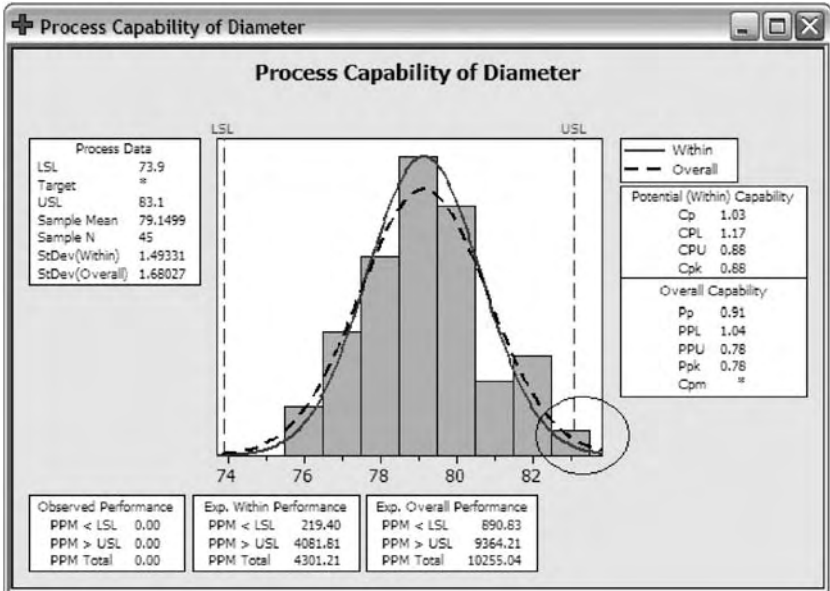 Process Capability of Diameter
Process Capability of Diameter
LSL
USL
Process Data
LSL 73.9
Target *
USL 83.1
Sample Mean 79.1499
Sample N 45
StDev(Within) 1.49331
StDev(Overall) 1.68027
Within
Overall
Potential (Within) Capability
Cp 1.03
CPL 1.17
CPU 0.88
Cpk 0.88
Overall Capability
Pp 0.91
PPL 1.04
PPU 0.78
Ppk 0.78
Cpm *
74 76 78 80 82
Observed Performance
PPM < LSL 0.00
PPM > USL 0.00
PPM Total 0.00
Exp. Within Performance
PPM < LSL 219.40
PPM > USL 4081.81
PPM Total 4301.21
Exp. Overall Performance
PPM < LSL 890.83
PPM > USL 9364.21
PPM Total 10255.04